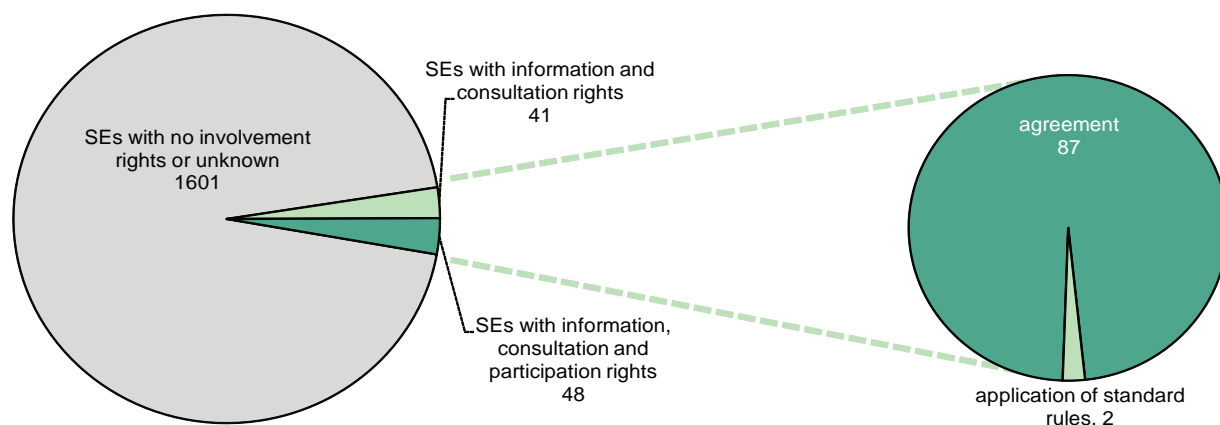 SEs with information and
consultation rights
41
SEs with no involvement
rights or unknown
1601
SEs with information,
consultation and
participation rights
48
agreement
87
application of standard
rules, 2